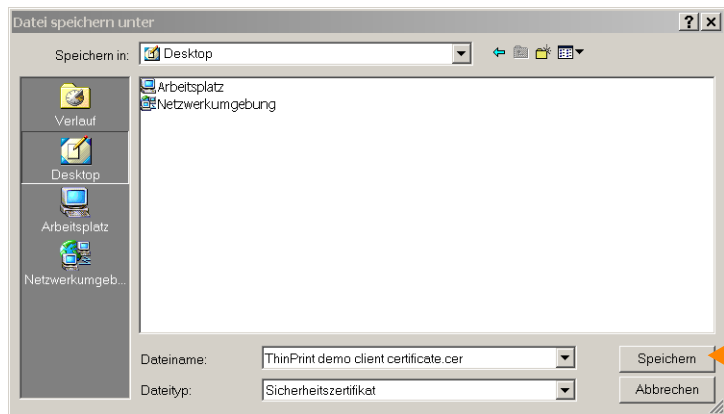 Datei speichern unter
Speichern in: Desktop
Arbeitsplatz
Netzwerkumgebung
Verlauf
Desktop
Arbeitsplatz
Netzwerkumgeb...
Dateiname: ThinPrint demo client certificate.cer Speichern
Dateityp: Sicherheitszertifikat Abbrechen